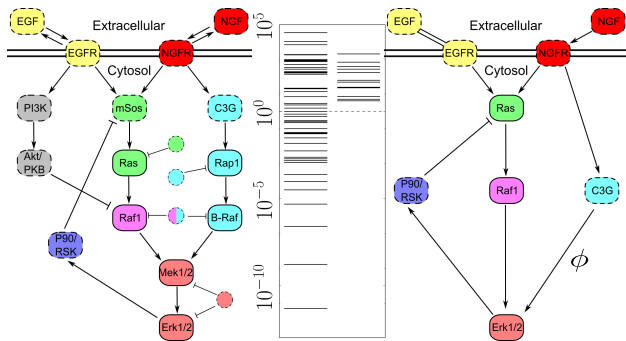 Extracellular
EGF
NGF
EGFR
NGFR
Cytosol
PI3K
mSos
C3G
Akt/
PKB
Ras
Rap1
Raf1
B-Raf
P90/
RSK
Mek1/2
Erk1/2
10^5
10^0
10^-5
10^-10
Extracellular
EGF
NGF
EGFR
NGFR
Cytosol
Ras
P90/
RSK
Raf1
C3G
ϕ
Erk1/2